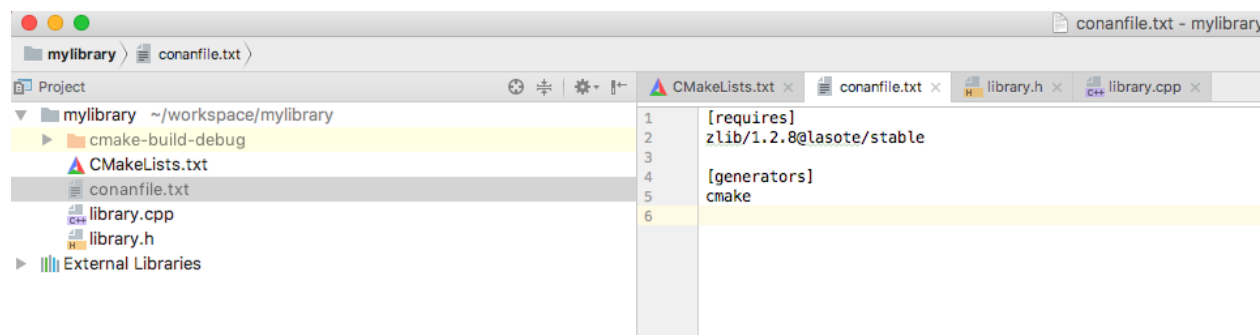 conanfile.txt - mylibrary
mylibrary conanfile.txt
Project
CMakeLists.txt conanfile.txt library.h library.cpp
mylibrary ~/workspace/mylibrary
cmake-build-debug
CMakeLists.txt
conanfile.txt
library.cpp
library.h
External Libraries
1 [requires]
2 zlib/1.2.8@lasote/stable
3
4 [generators]
5 cmake
6